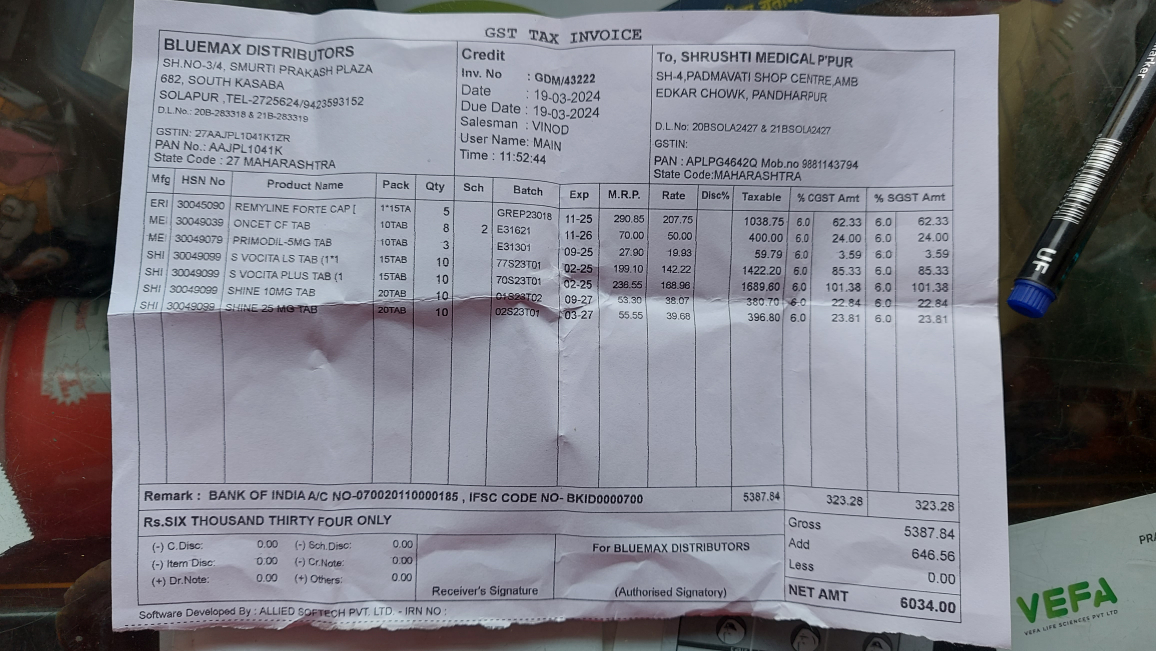 GST TAX INVOICE
BLUEMAX DISTRIBUTORS
SH.NO-3/4, SMURTI PRAKASH PLAZA
682, SOUTH KASABA
SOLAPUR ,TEL-2725624/9423593152
D.L.No.: 20B-283318 & 21B-283319
GSTIN: 27AAJPL1041K1ZR
PAN No.: AAJPL1041K
State Code : 27 MAHARASHTRA
Credit
Inv. No : GDM/43222
Date : 19-03-2024
Due Date : 19-03-2024
Salesman : VINOD
User Name: MAIN
Time : 11:52:44
To, SHRUSHTI MEDICAL P'PUR
SH-4,PADMAVATI SHOP CENTRE,AMB
EDKAR CHOWK, PANDHARPUR
D.L.No: 20BSOLA2427 & 21BSOLA2427
GSTIN:
PAN : APLPG4642Q Mob.no 9881143794
State Code:MAHARASHTRA
Mfg HSN No Product Name Pack Qty Sch Batch Exp M.R.P. Rate Disc% Taxable % CGST Amt % SGST Amt
ERI 30045090 REMYLINE FORTE CAP [ 1*15TA 5 GREP23018 11-25 290.85 207.75 1038.75 6.0 62.33 6.0 62.33
ME 30049039 ONCET CF TAB 10TAB 8 2 E31621 11-26 70.00 50.00 400.00 6.0 24.00 6.0 24.00
ME 30049079 PRIMODIL-5MG TAB 10TAB 3 E31301 09-25 27.90 19.93 59.79 6.0 3.59 6.0 3.59
SHI 30049099 S VOCITA LS TAB (1*1 15TAB 10 77S23T01 02-25 199.10 142.22 1422.20 6.0 85.33 6.0 85.33
SHI 30049099 S VOCITA PLUS TAB (1 15TAB 10 70S23T01 02-25 236.55 168.96 1689.60 6.0 101.38 6.0 101.38
SHI 30049099 SHINE 10MG TAB 20TAB 10 01S23T02 09-27 53.30 38.07 380.70 6.0 22.84 6.0 22.84
SHI 30049099 SHINE 25 MG TAB 20TAB 10 02S23T01 03-27 55.55 39.68 396.80 6.0 23.81 6.0 23.81
Remark : BANK OF INDIA A/C NO-070020110000185 , IFSC CODE NO- BKID0000700 5387.84 323.28 323.28
Rs.SIX THOUSAND THIRTY FOUR ONLY
(-) C.Disc: 0.00 (-) Sch.Disc: 0.00
(-) Item Disc: 0.00 (-) Cr.Note: 0.00
(+) Dr.Note: 0.00 (+) Others: 0.00
Receiver's Signature
For BLUEMAX DISTRIBUTORS
(Authorised Signatory)
Gross 5387.84
Add 646.56
Less 0.00
NET AMT 6034.00
Software Developed By : ALLIED SOFTECH PVT. LTD. - IRN NO :
marker
UF
PR
VEFA
VEFA LIFE SCIENCES PVT LTD